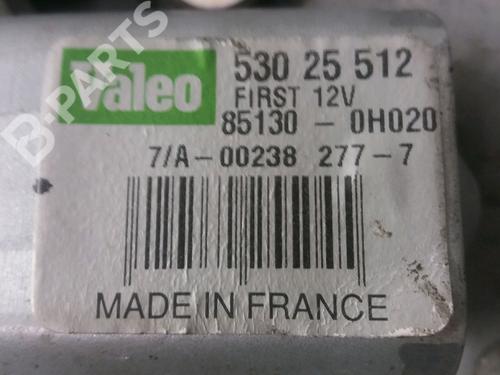 Valeo
530 25 512
FIRST 12V
85130 - 0H020
7/A-00238 277-7
MADE IN FRANCE
B-PARTS